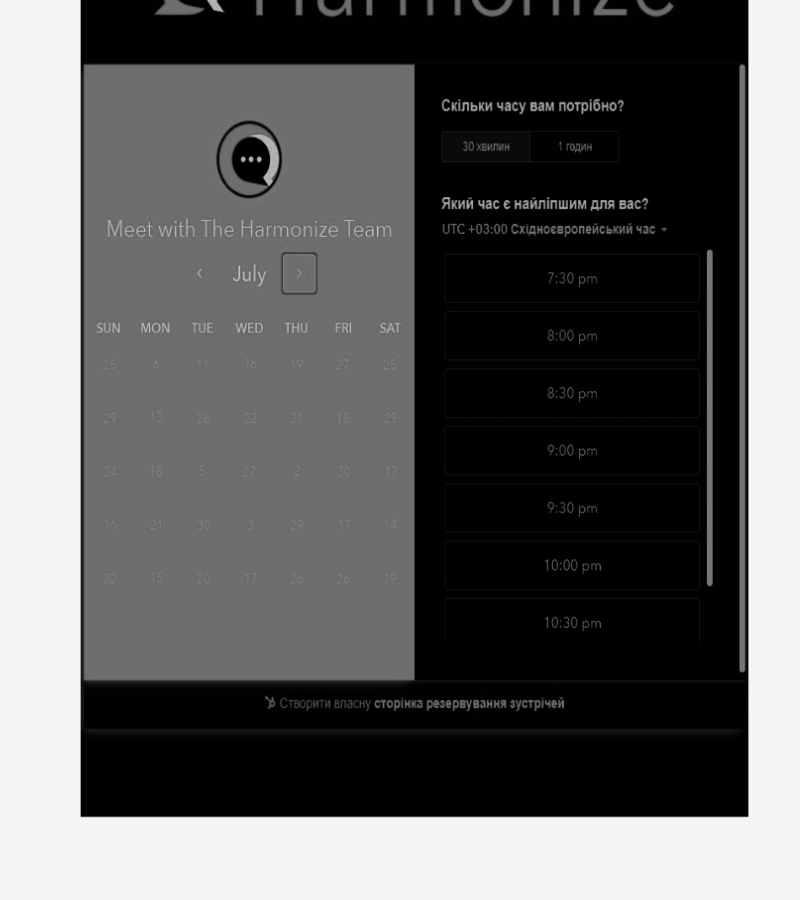 Harmonize
Meet with The Harmonize Team
July
SUN MON TUE WED THU FRI SAT
25 6 11 16 19 27 25
29 13 28 22 21 18 29
24 18 5 27 2 30 17
16 21 30 3 29 17 14
22 15 20 17 26 26 19
Скільки часу вам потрібно?
30 хвилин 1 годин
Який час є найліпшим для вас?
UTC +03:00 Східноєвропейський час
7:30 pm
8:00 pm
8:30 pm
9:00 pm
9:30 pm
10:00 pm
10:30 pm
Створити власну сторінка резервування зустрічей